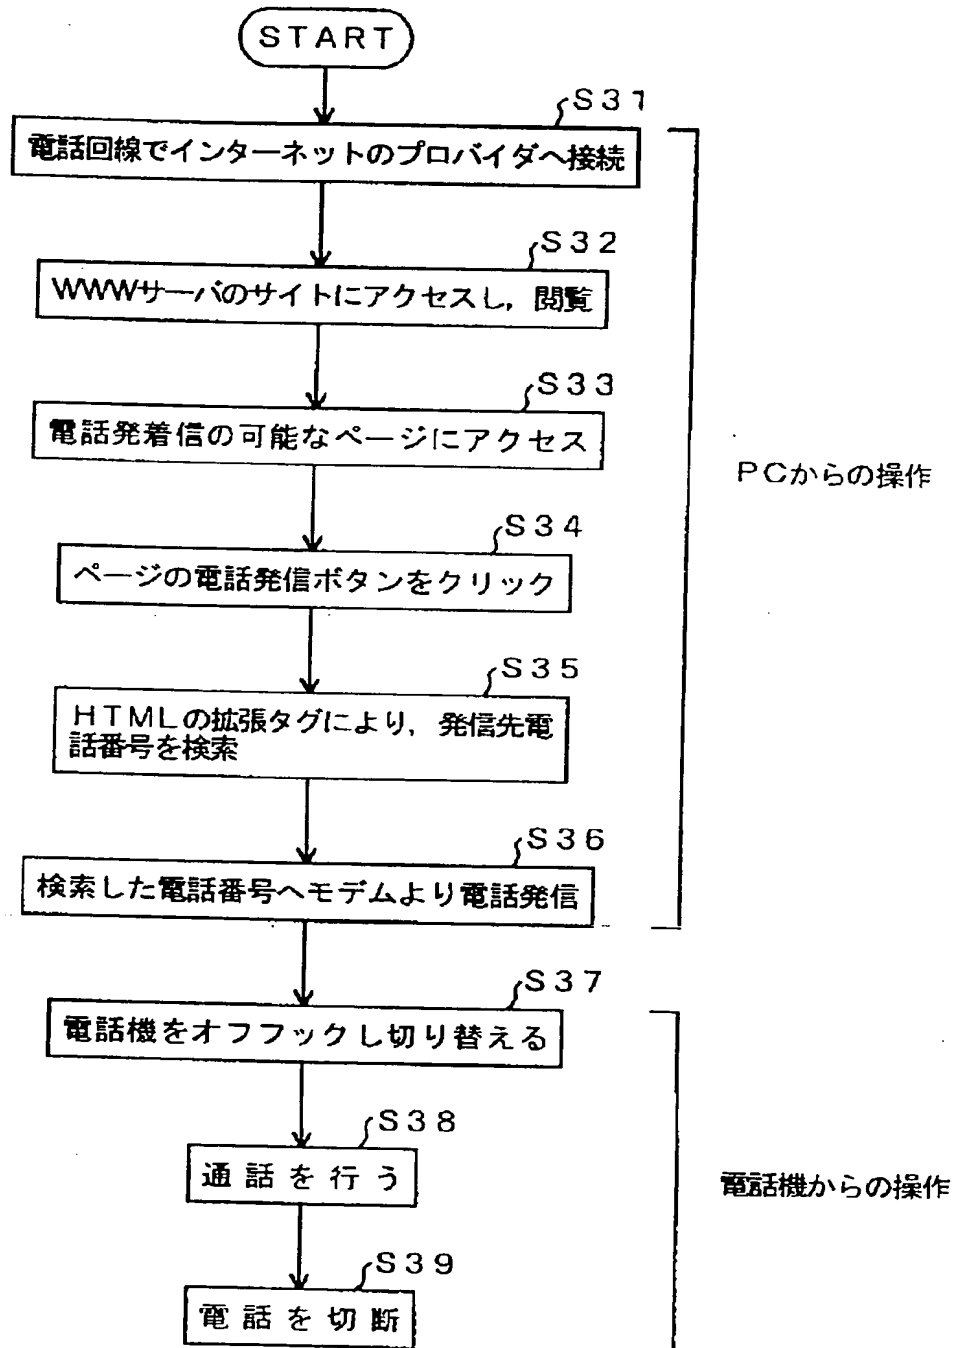 START
S31
電話回線でインターネットのプロバイダへ接続
S32
WWWサーバのサイトにアクセスし，閲覧
S33
電話発着信の可能なページにアクセス
PCからの操作
S34
ページの電話発信ボタンをクリック
S35
HTMLの拡張タグにより，発信先電
話番号を検索
S36
検索した電話番号へモデムより電話発信
S37
電話機をオフフックし切り替える
S38
通話を行う
電話機からの操作
S39
電話を切断